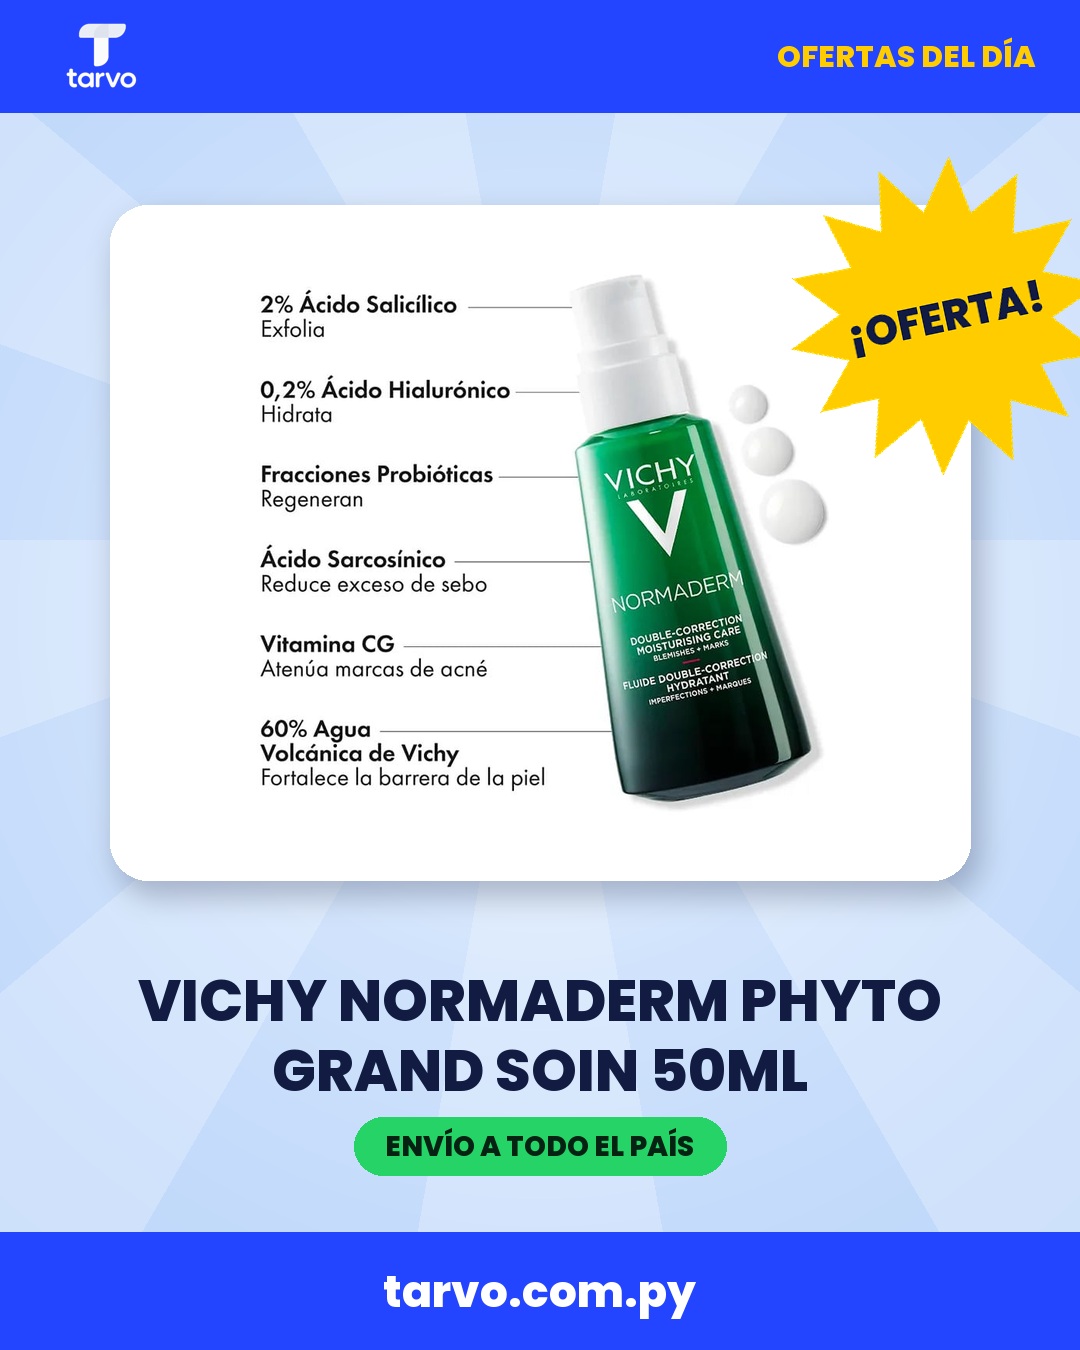 tarvo
OFERTAS DEL DÍA
¡OFERTA!
2% Ácido Salicílico
Exfolia
0,2% Ácido Hialurónico
Hidrata
Fracciones Probióticas
Regeneran
Ácido Sarcosínico
Reduce exceso de sebo
Vitamina CG
Atenúa marcas de acné
60% Agua
Volcánica de Vichy
Fortalece la barrera de la piel
VICHY
LABORATOIRES
V
NORMADERM
DOUBLE-CORRECTION
MOISTURISING CARE
BLEMISHES + MARKS
FLUIDE DOUBLE-CORRECTION
HYDRATANT
IMPERFECTIONS + MARQUES
VICHY NORMADERM PHYTO
GRAND SOIN 50ML
ENVÍO A TODO EL PAÍS
tarvo.com.py